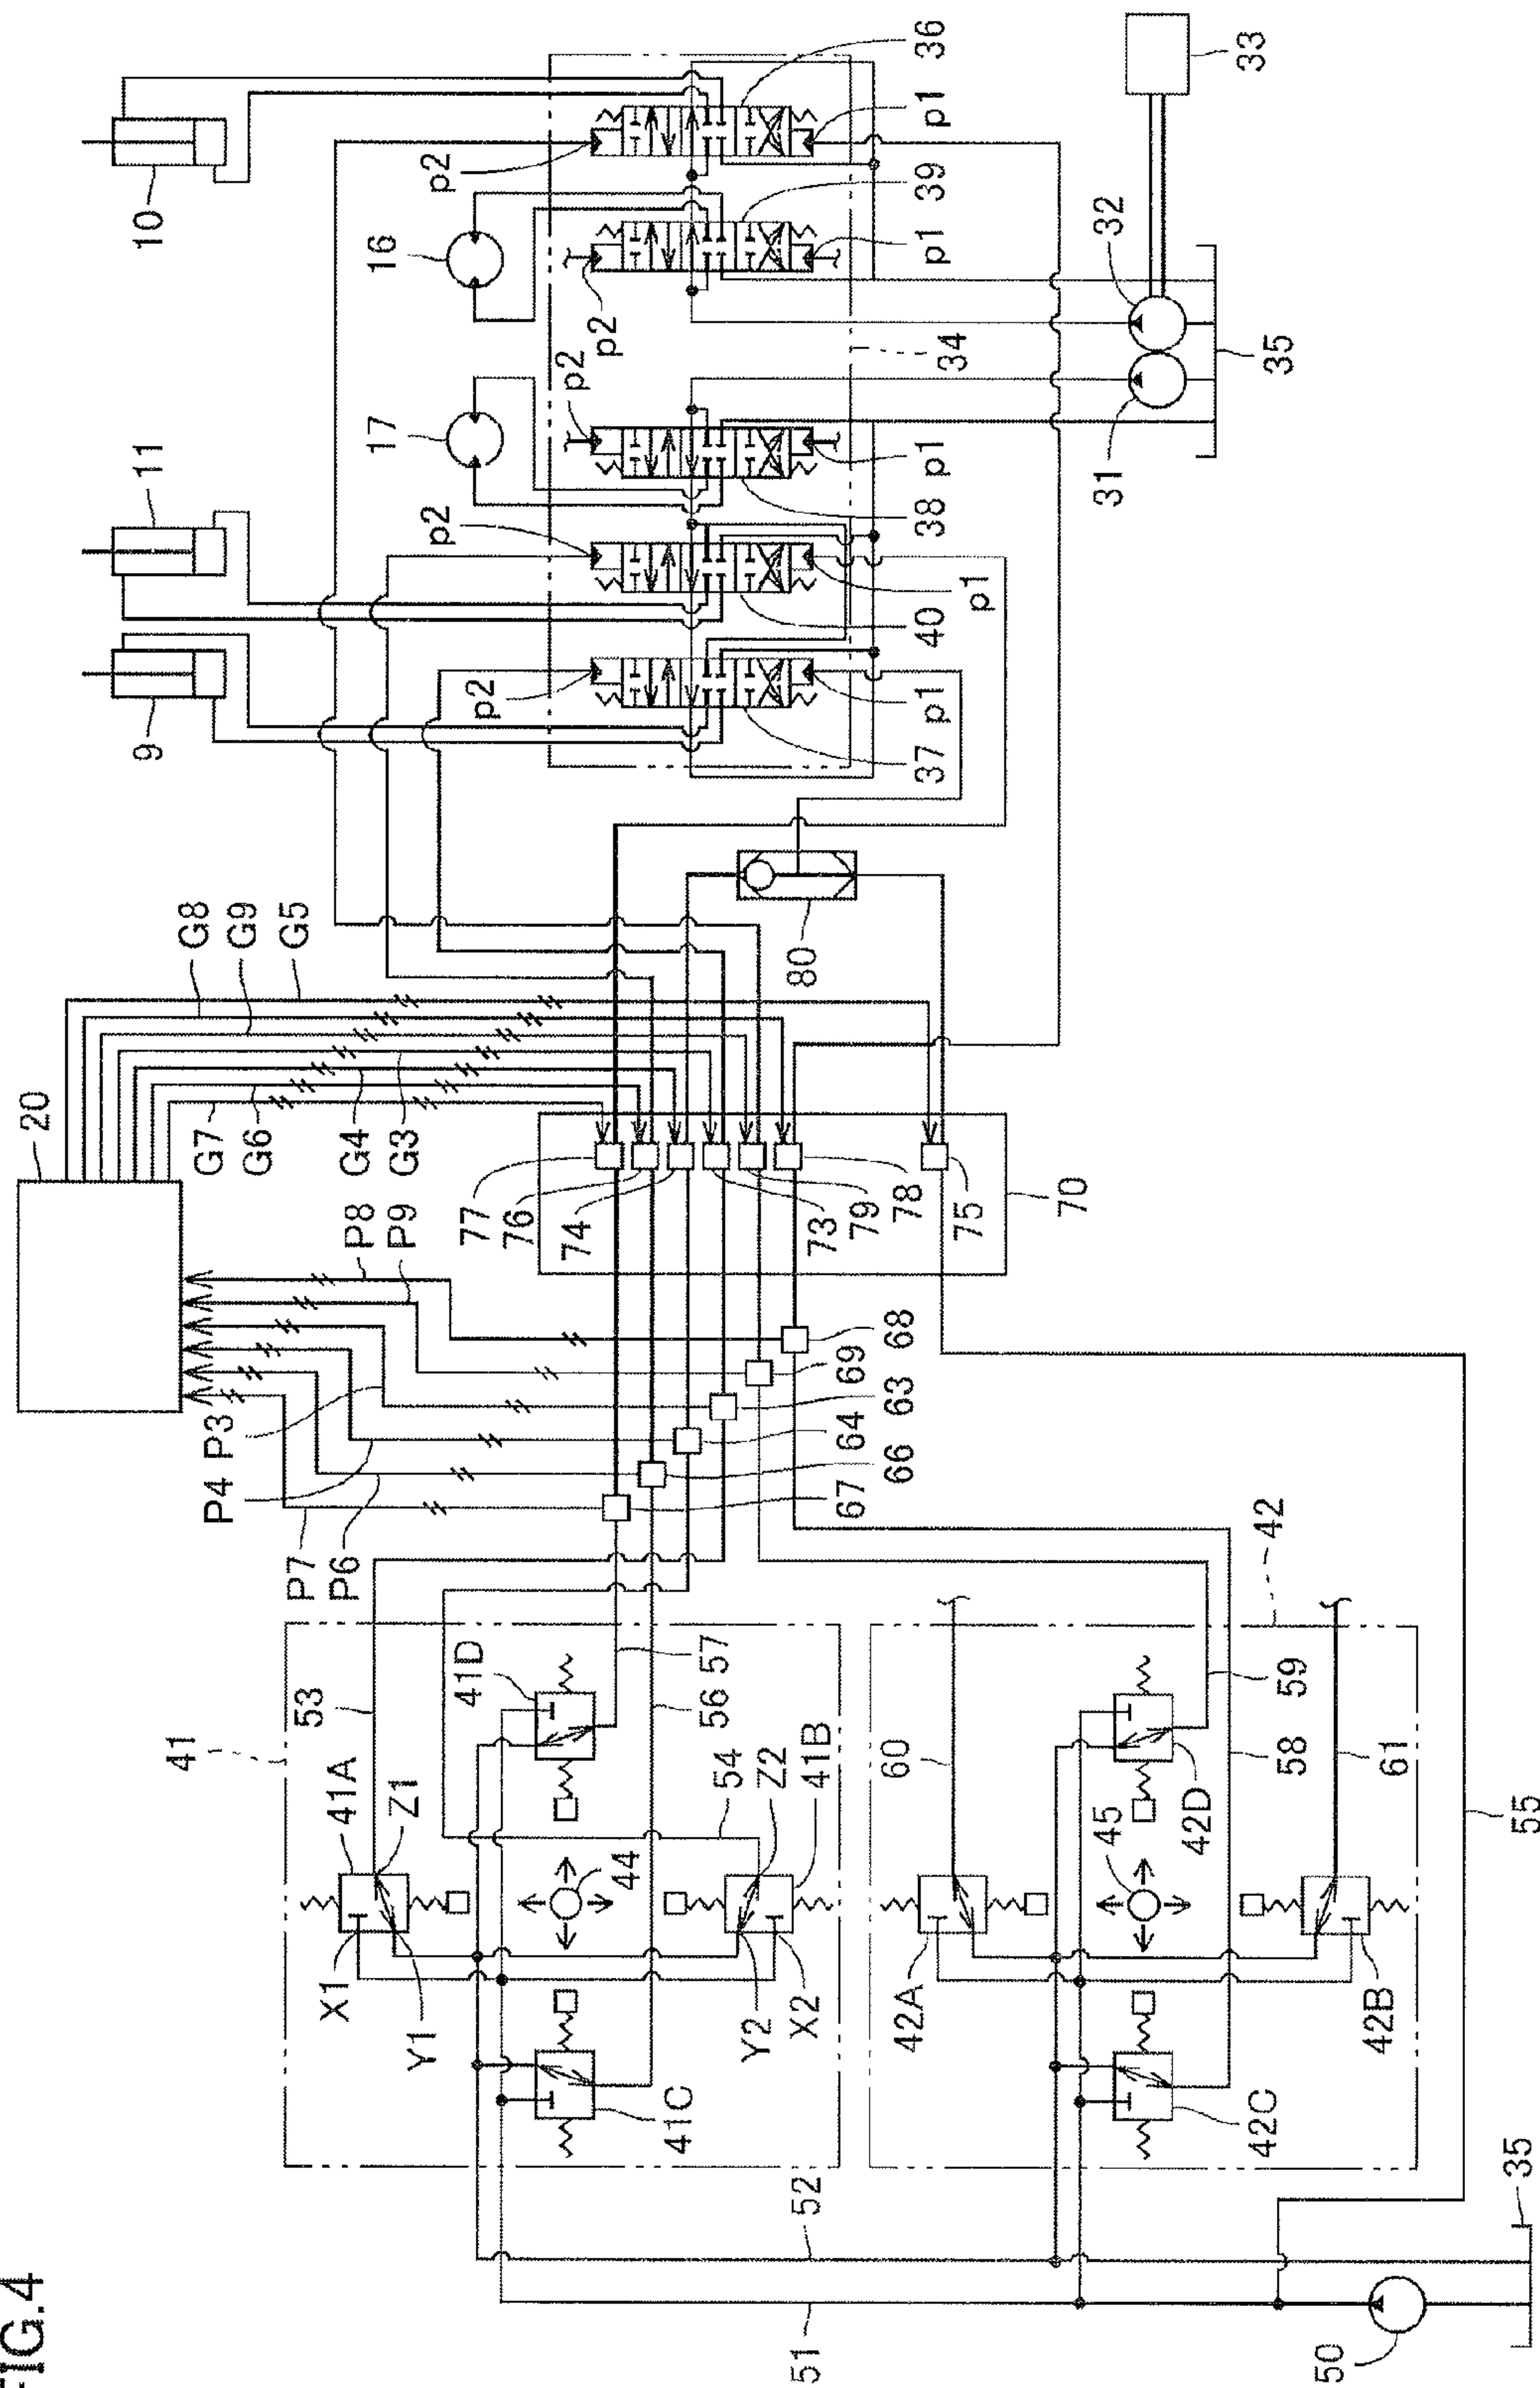 FIG.4
10
11
9
16
17
p2
p2
p2
p2
p2
36
39
p1
p1
33
32
34
p1
38
p1
40
p1
37
31
35
20
G8
G9
G5
G7
G6
G4
G3
80
P8
P9
P3
P4
P7
P6
77
76
74
73
79
78
75
70
68
69
63
64
66
67
41
53
41A
Z1
41D
57
56
54
Z2
41B
44
X1
Y1
Y2
X2
41C
42
60
59
58
61
42D
45
42A
42B
42C
55
52
51
50
35